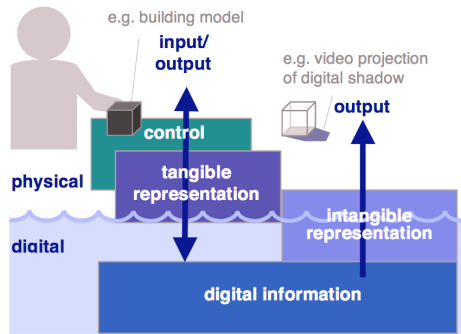 e.g. building model
input/
output
e.g. video projection
of digital shadow
output
control
tangible
representation
physical
intangible
representation
digital
digital information